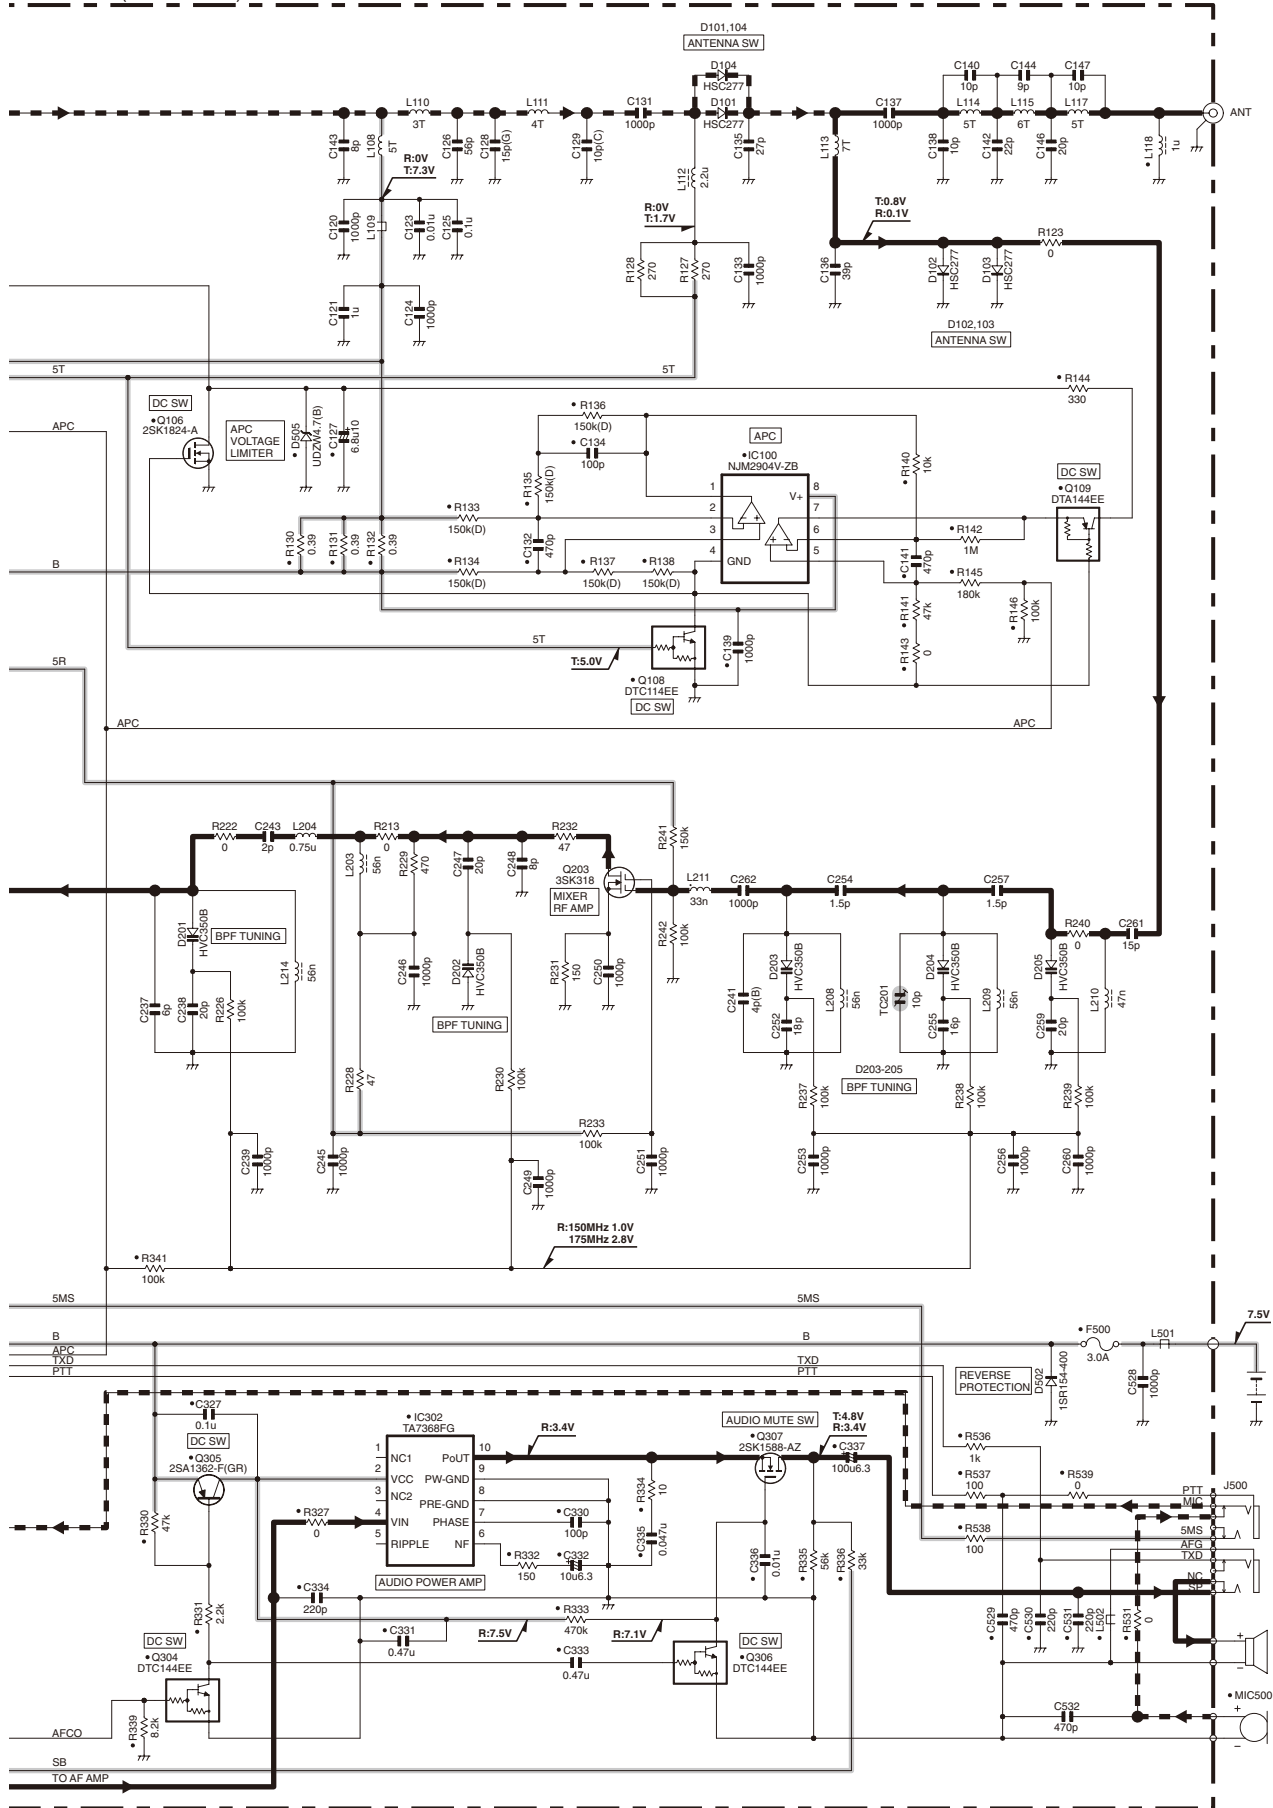 D101,104
ANTENNA SW
D104
HSC277
D101
HSC277
C140
10p
C144
9p
C147
10p
L110
3T
L111
4T
C131
1000p
C137
1000p
L114
5T
L115
6T
L117
5T
ANT
C143
8p
L108
5T
C126
56p
C128
15p(G)
C129
10p(C)
C135
27p
L113
7T
C138
10p
C142
22p
C146
20p
• L118
1u
R:0V
T:7.3V
L112
2.2u
R:0V
T:1.7V
T:0.8V
R:0.1V
C120
1000p
L109
C123
0.01u
C125
0.1u
R128
270
R127
270
C133
1000p
C136
39p
D102
HSC277
D103
HSC277
R123
0
C121
1u
C124
1000p
D102,103
ANTENNA SW
5T
5T
• R144
330
DC SW
• Q106
2SK1824-A
APC
APC
VOLTAGE
LIMITER
• D505
UDZW4.7(B)
• C127
6.8u10
• R136
150k(D)
• C134
100p
• R135
150k(D)
APC
• IC100
NJM2904V-ZB
1
2
3
4
8
7
6
5
V+
GND
• R140
10k
DC SW
• Q109
DTA144EE
• R133
150k(D)
• R130
0.39
• R131
0.39
• R132
0.39
• C132
470p
• R142
1M
• C141
470p
B
• R134
150k(D)
• R137
150k(D)
• R138
150k(D)
• R145
180k
• R141
47k
• R146
100k
5T
T:5.0V
• C139
1000p
• R143
0
5R
• Q108
DTC114EE
DC SW
APC
APC
R222
0
C243
2p
L204
0.75u
R213
0
R232
47
R241
150k
L203
56n
R229
470
C247
20p
C248
8p
Q203
3SK318
MIXER
RF AMP
L211
33n
C262
1000p
C254
1.5p
C257
1.5p
R240
0
C261
15p
D201
HVC350B
BPF TUNING
L214
56n
R242
100k
C237
6p
C238
20p
R226
100k
C246
1000p
D202
HVC350B
R231
150
C250
1000p
C241
4p(B)
D203
HVC350B
C252
18p
L208
56n
TC201
10p
D204
HVC350B
C255
16p
L209
56n
D205
HVC350B
C259
20p
L210
47n
BPF TUNING
R228
47
R230
100k
D203-205
BPF TUNING
R237
100k
R238
100k
R239
100k
R233
100k
C239
1000p
C245
1000p
C249
1000p
C251
1000p
C253
1000p
C256
1000p
C260
1000p
R:150MHz 1.0V
175MHz 2.8V
• R341
100k
5MS
5MS
B
B
APC
TXD
TXD
PTT
PTT
• F500
3.0A
L501
7.5V
REVERSE
PROTECTION
D502
1SR154-400
C528
1000p
• C327
0.1u
DC SW
• Q305
2SA1362-F(GR)
• IC302
TA7368FG
1
2
3
4
5
10
9
8
7
6
NC1
VCC
NC2
VIN
RIPPLE
PoUT
PW-GND
PRE-GND
PHASE
NF
R:3.4V
AUDIO MUTE SW
• Q307
2SK1588-AZ
T:4.8V
R:3.4V
• C337
100u6.3
• R536
1k
• R537
100
• R539
0
J500
PTT
MIC
5MS
AFG
TXD
NC
SP
• R538
100
• R330
47k
• R327
0
• C330
100p
• R334
10
• C335
0.047u
• R332
150
• C332
10u6.3
• C336
0.01u
• R335
56k
• R336
33k
AUDIO POWER AMP
• C334
220p
• R331
2.2k
• R333
470k
R:7.5V
R:7.1V
• C331
0.47u
• C333
0.47u
DC SW
• Q304
DTC144EE
DC SW
• Q306
DTC144EE
• C529
470p
• C530
220p
• C531
220p
• L502
• R531
0
+
–
• MIC500
+
–
C532
470p
AFCO
• R339
8.2k
SB
TO AF AMP